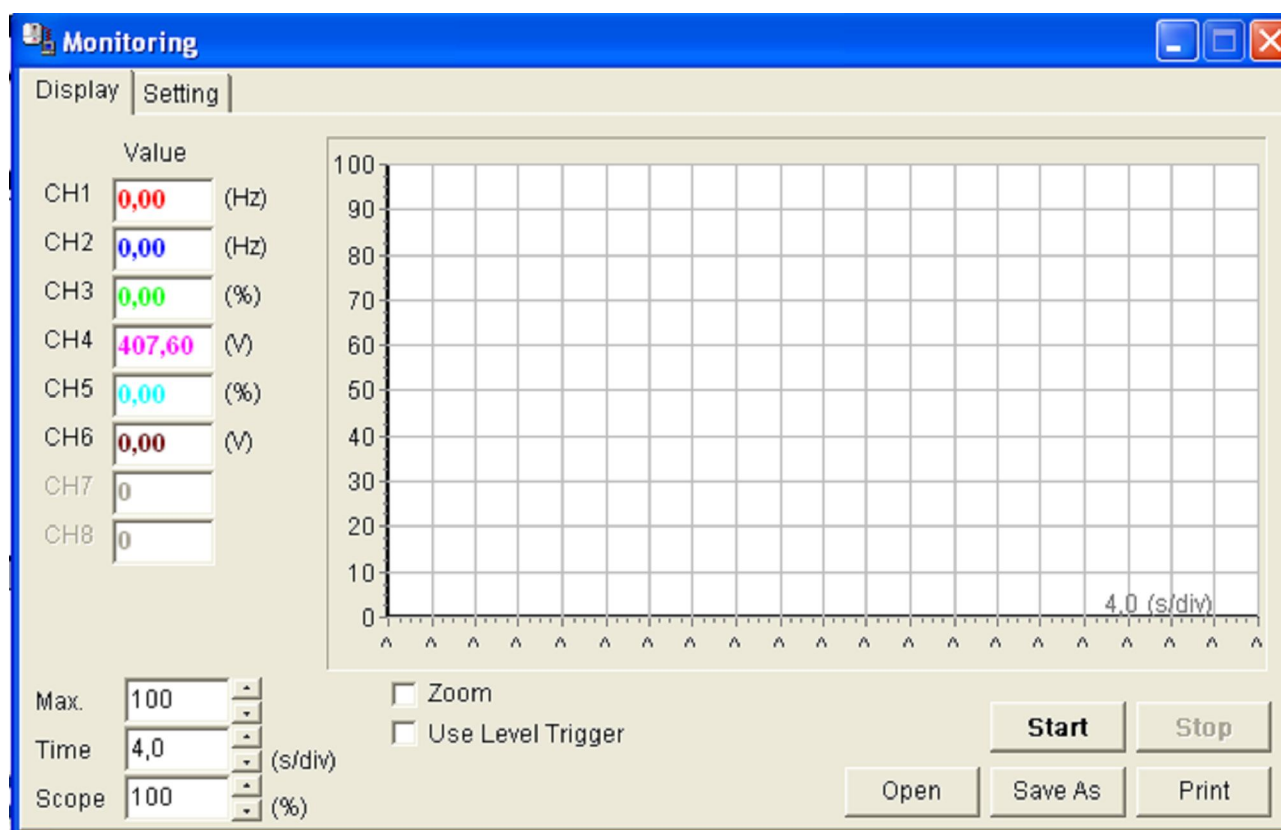 Monitoring
Display Setting
Value
CH1 0,00 (Hz)
CH2 0,00 (Hz)
CH3 0,00 (%)
CH4 407,60 (V)
CH5 0,00 (%)
CH6 0,00 (V)
CH7 0
CH8 0
100
90
80
70
60
50
40
30
20
10
0
4,0 (s/div)
^ ^ ^ ^ ^ ^ ^ ^ ^ ^ ^ ^ ^ ^ ^ ^ ^ ^ ^ ^ ^
Max. 100
Time 4,0 (s/div)
Scope 100 (%)
Zoom
Use Level Trigger
Start Stop
Open Save As Print